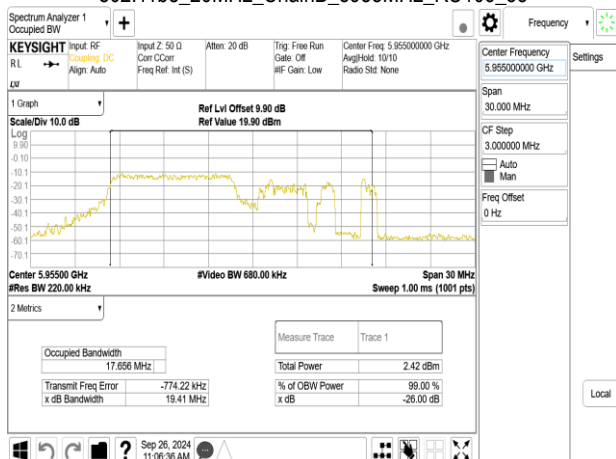 Spectrum Analyzer 1
Occupied BW
+
Frequency
KEYSIGHT
Input: RF
Input Z: 50 Ω
Atten: 20 dB
Trig: Free Run
Center Freq: 5.955000000 GHz
RL
Coupling: DC
Corr CCorr
Gate: Off
Avg|Hold: 10/10
Align: Auto
Freq Ref: Int (S)
#IF Gain: Low
Radio Std: None
Center Frequency
5.955000000 GHz
Settings
Span
30.000 MHz
CF Step
3.000000 MHz
Auto
Man
Freq Offset
0 Hz
1 Graph
Ref Lvl Offset 9.90 dB
Scale/Div 10.0 dB
Ref Value 19.90 dBm
Log
9.90
-0.10
-10.1
-20.1
-30.1
-40.1
-50.1
-60.1
-70.1
Center 5.95500 GHz
#Video BW 680.00 kHz
Span 30 MHz
#Res BW 220.00 kHz
Sweep 1.00 ms (1001 pts)
2 Metrics
Measure Trace
Trace 1
Occupied Bandwidth
17.656 MHz
Total Power
2.42 dBm
Transmit Freq Error
-774.22 kHz
% of OBW Power
99.00 %
x dB Bandwidth
19.41 MHz
x dB
-26.00 dB
Local
?
Sep 26, 2024
11:06:36 AM